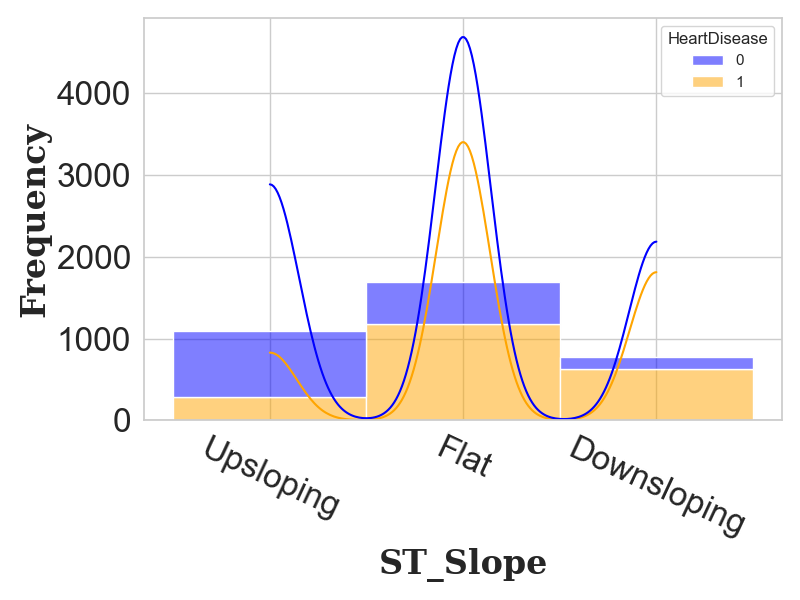 HeartDisease
0
1
4000
3000
2000
1000
0
Frequency
Upsloping
Flat
Downsloping
ST_Slope